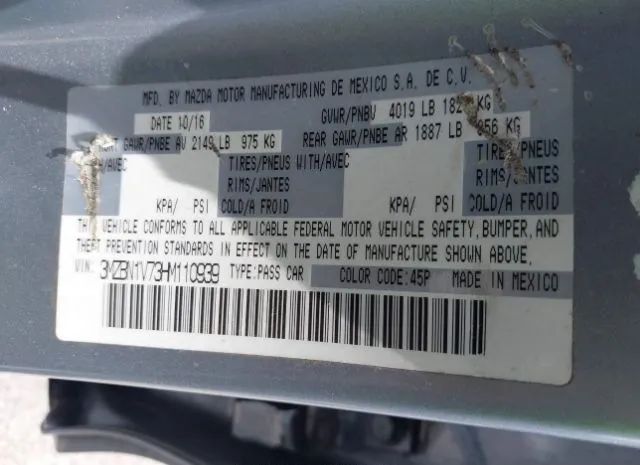 MFD. BY MAZDA MOTOR MANUFACTURING DE MEXICO S.A. DE C.V.
DATE 10/16 GVWR/PNBV 4019 LB KG
GAWR/PNBE AV 2149 LB 975 KG REAR GAWR/PNBE AR 1887 LB 856 KG
TIRES/PNEUS WITH/AVEC TIRES/PNEUS
RIMS/JANTES RIMS/JANTES
KPA/ PSI COLD/A FROID KPA/ PSI COLD/A FROID
VEHICLE CONFORMS TO ALL APPLICABLE FEDERAL MOTOR VEHICLE SAFETY, BUMPER, AND
THEFT PREVENTION STANDARDS IN EFFECT ON THE DATE OF MANUFACTURE SHOWN ABOVE.
VIN: 3MZBN1V73HM110939 TYPE:PASS CAR COLOR CODE:45P MADE IN MEXICO